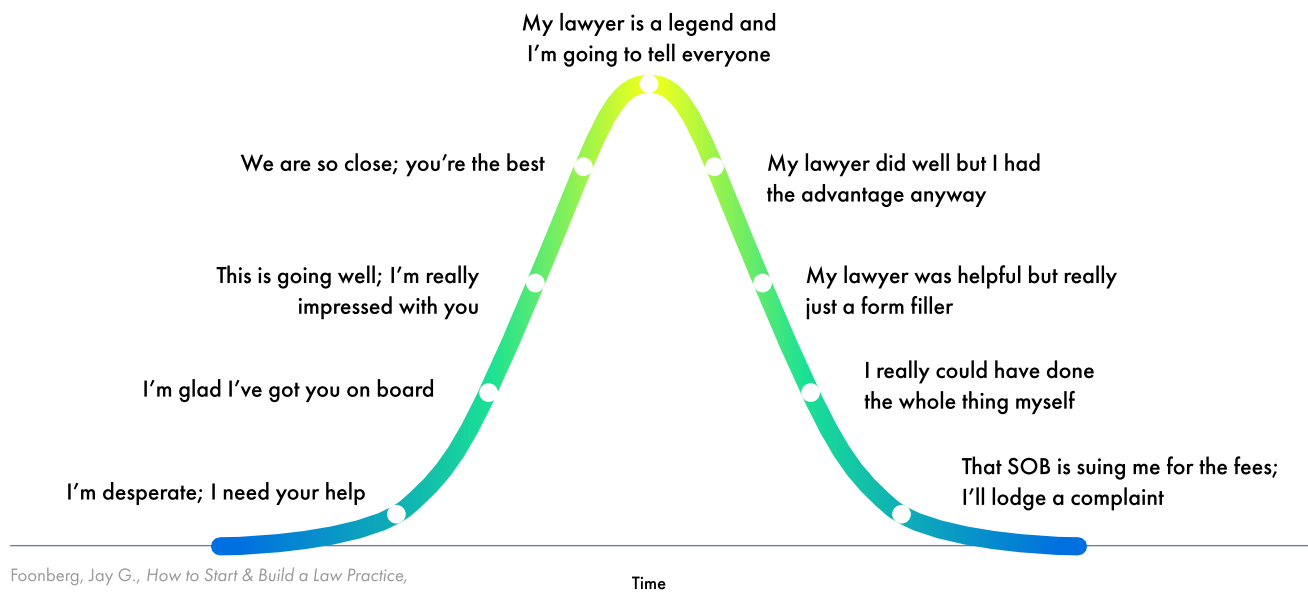 My lawyer is a legend and
I’m going to tell everyone
We are so close; you’re the best
My lawyer did well but I had
the advantage anyway
This is going well; I’m really
impressed with you
My lawyer was helpful but really
just a form filler
I’m glad I’ve got you on board
I really could have done
the whole thing myself
I’m desperate; I need your help
That SOB is suing me for the fees;
I’ll lodge a complaint
Foonberg, Jay G., How to Start & Build a Law Practice,
Time